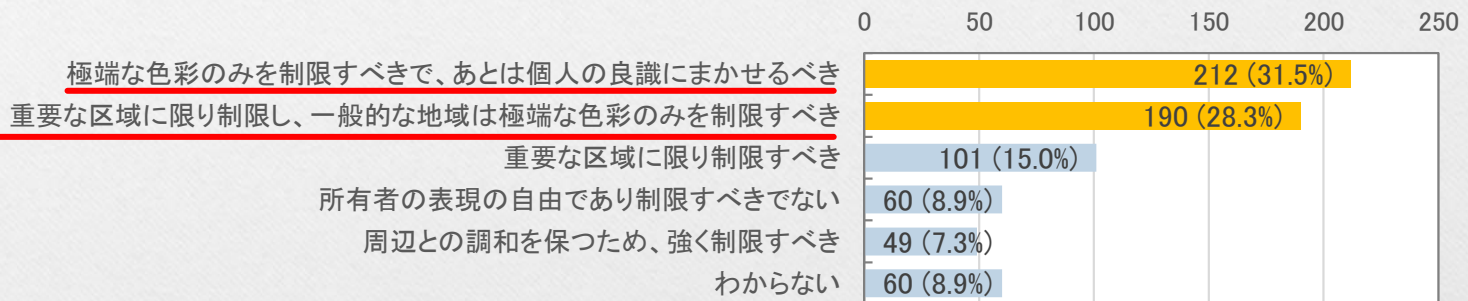 0 50 100 150 200 250
極端な色彩のみを制限すべきで、あとは個人の良識にまかせるべき 212 (31.5%)
重要な区域に限り制限し、一般的な地域は極端な色彩のみを制限すべき 190 (28.3%)
重要な区域に限り制限すべき 101 (15.0%)
所有者の表現の自由であり制限すべきでない 60 (8.9%)
周辺との調和を保つため、強く制限すべき 49 (7.3%)
わからない 60 (8.9%)